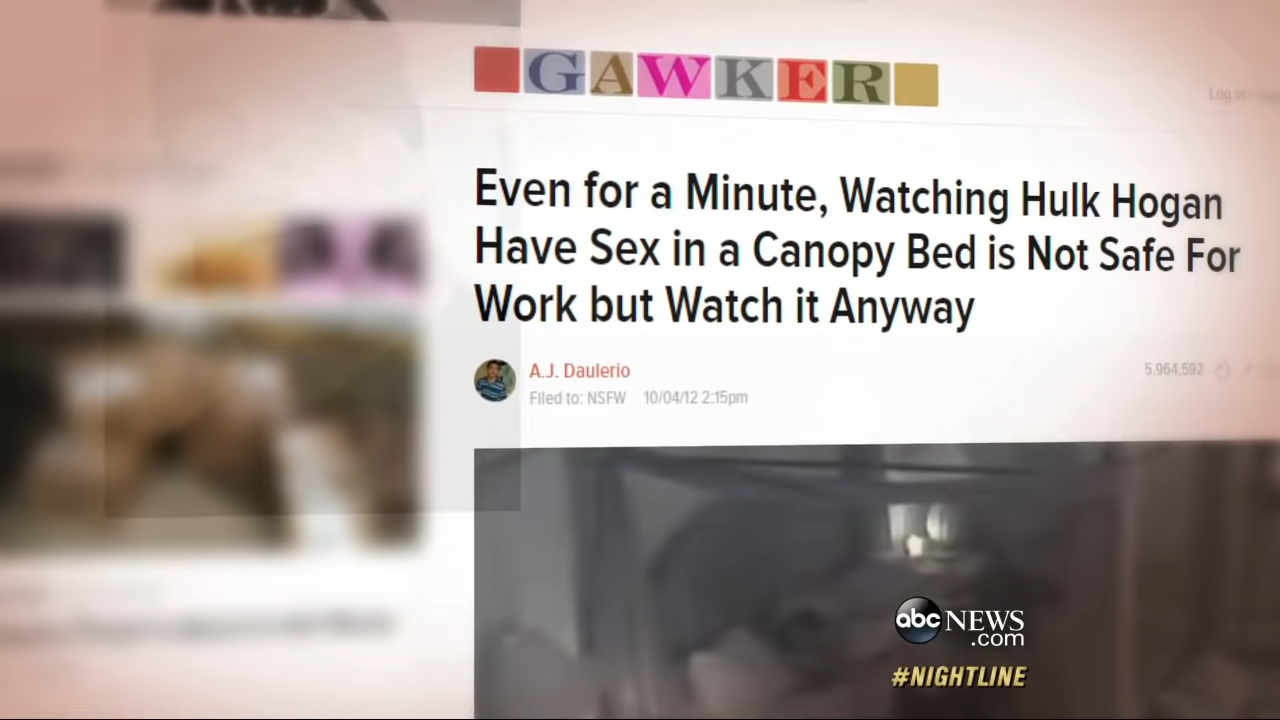 GAWKER
Even for a Minute, Watching Hulk Hogan
Have Sex in a Canopy Bed is Not Safe For
Work but Watch it Anyway
A.J. Daulerio
5,964,592
Filed to: NSFW 10/04/12 2:15pm
abc NEWS
.com
#NIGHTLINE